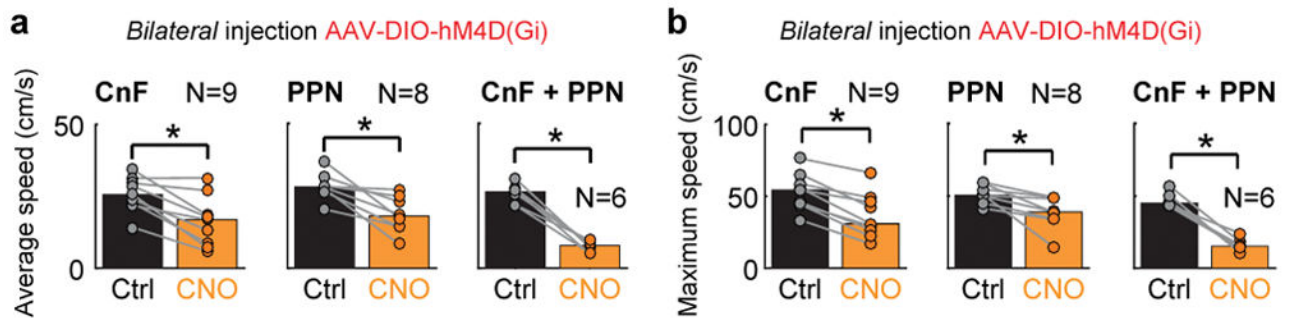 a
Bilateral injection AAV-DIO-hM4D(Gi)
Average speed (cm/s)
CnF N=9
PPN N=8
CnF + PPN
N=6
50
0
*
*
*
Ctrl CNO
Ctrl CNO
Ctrl CNO
b
Bilateral injection AAV-DIO-hM4D(Gi)
Maximum speed (cm/s)
CnF N=9
PPN N=8
CnF + PPN
N=6
100
50
0
*
*
*
Ctrl CNO
Ctrl CNO
Ctrl CNO